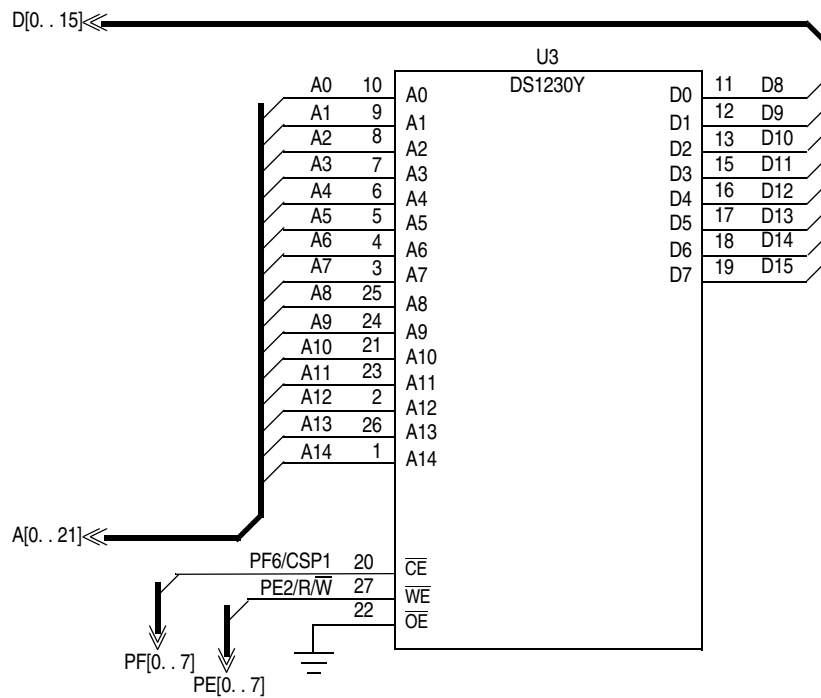 D[0. . 15]
U3
DS1230Y
A0 10 A0 D0 11 D8
A1 9 A1 D1 12 D9
A2 8 A2 D2 13 D10
A3 7 A3 D3 15 D11
A4 6 A4 D4 16 D12
A5 5 A5 D5 17 D13
A6 4 A6 D6 18 D14
A7 3 A7 D7 19 D15
A8 25 A8
A9 24 A9
A10 21 A10
A11 23 A11
A12 2 A12
A13 26 A13
A14 1 A14
A[0. . 21]
PF6/CSP1 20 C̅E̅
PE2/R/W̅ 27 W̅E̅
22 O̅E̅
PF[0. . 7]
PE[0. . 7]